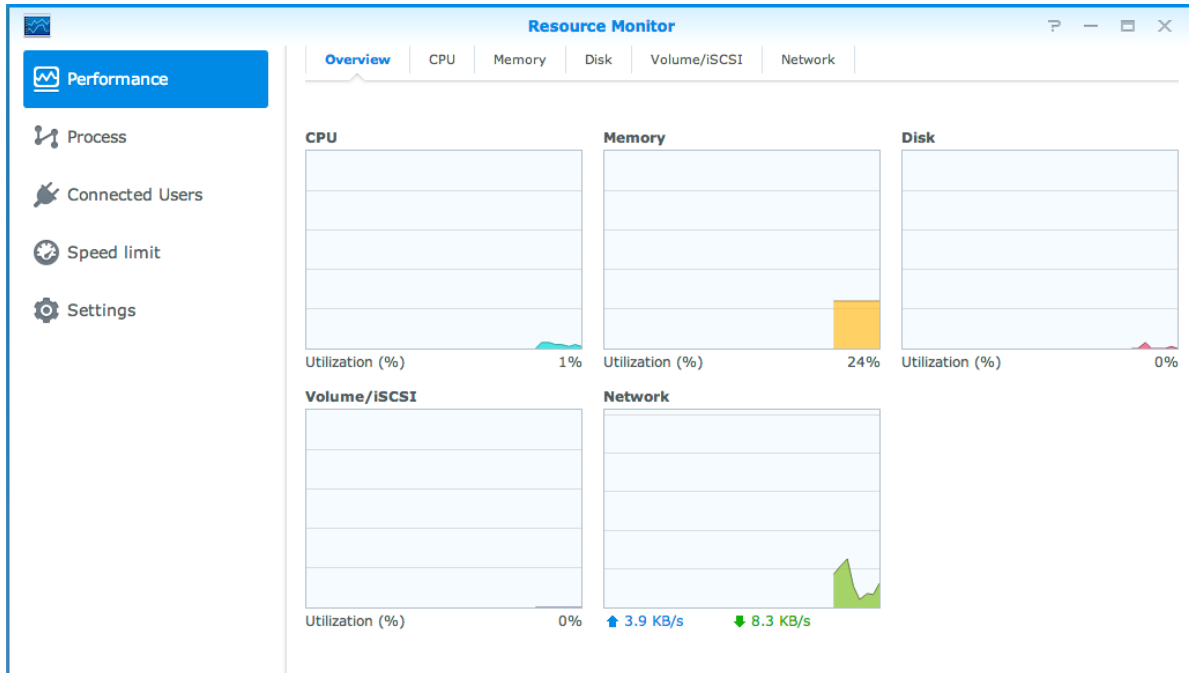 Resource Monitor
Performance
Process
Connected Users
Speed limit
Settings
Overview CPU Memory Disk Volume/iSCSI Network
CPU
Utilization (%) 1%
Memory
Utilization (%) 24%
Disk
Utilization (%) 0%
Volume/iSCSI
Utilization (%) 0%
Network
3.9 KB/s 8.3 KB/s